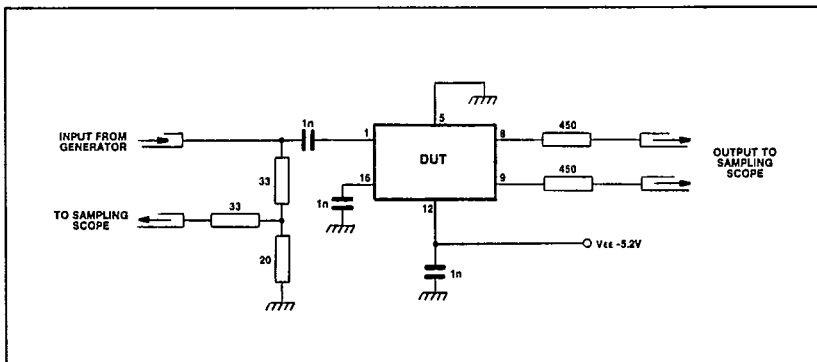 INPUT FROM
GENERATOR
1n
1
5
8
450
DUT
OUTPUT TO
SAMPLING
SCOPE
33
16
9
450
1n
12
TO SAMPLING
SCOPE
33
20
VEE -5.2V
1n